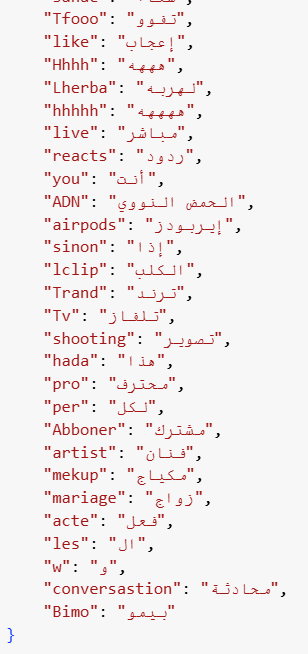 "Tfooo": "تفوو",
"like": "إعجاب",
"Hhhh": "هههه",
"Lherba": "لهربه",
"hhhhh": "ههههه",
"live": "مباشر",
"reacts": "ردود",
"you": "أنت",
"ADN": "الحمض النووي",
"airpods": "إيربودز",
"sinon": "إذا",
"lclip": "الكلب",
"Trand": "ترند",
"Tv": "تلفاز",
"shooting": "تصوير",
"hada": "هذا",
"pro": "محترف",
"per": "لكل",
"Abboner": "مشترك",
"artist": "فنان",
"mekup": "مكياج",
"mariage": "زواج",
"acte": "فعل",
"les": "ال",
"w": "و",
"conversastion": "محادثة",
"Bimo": "بيمو"
}